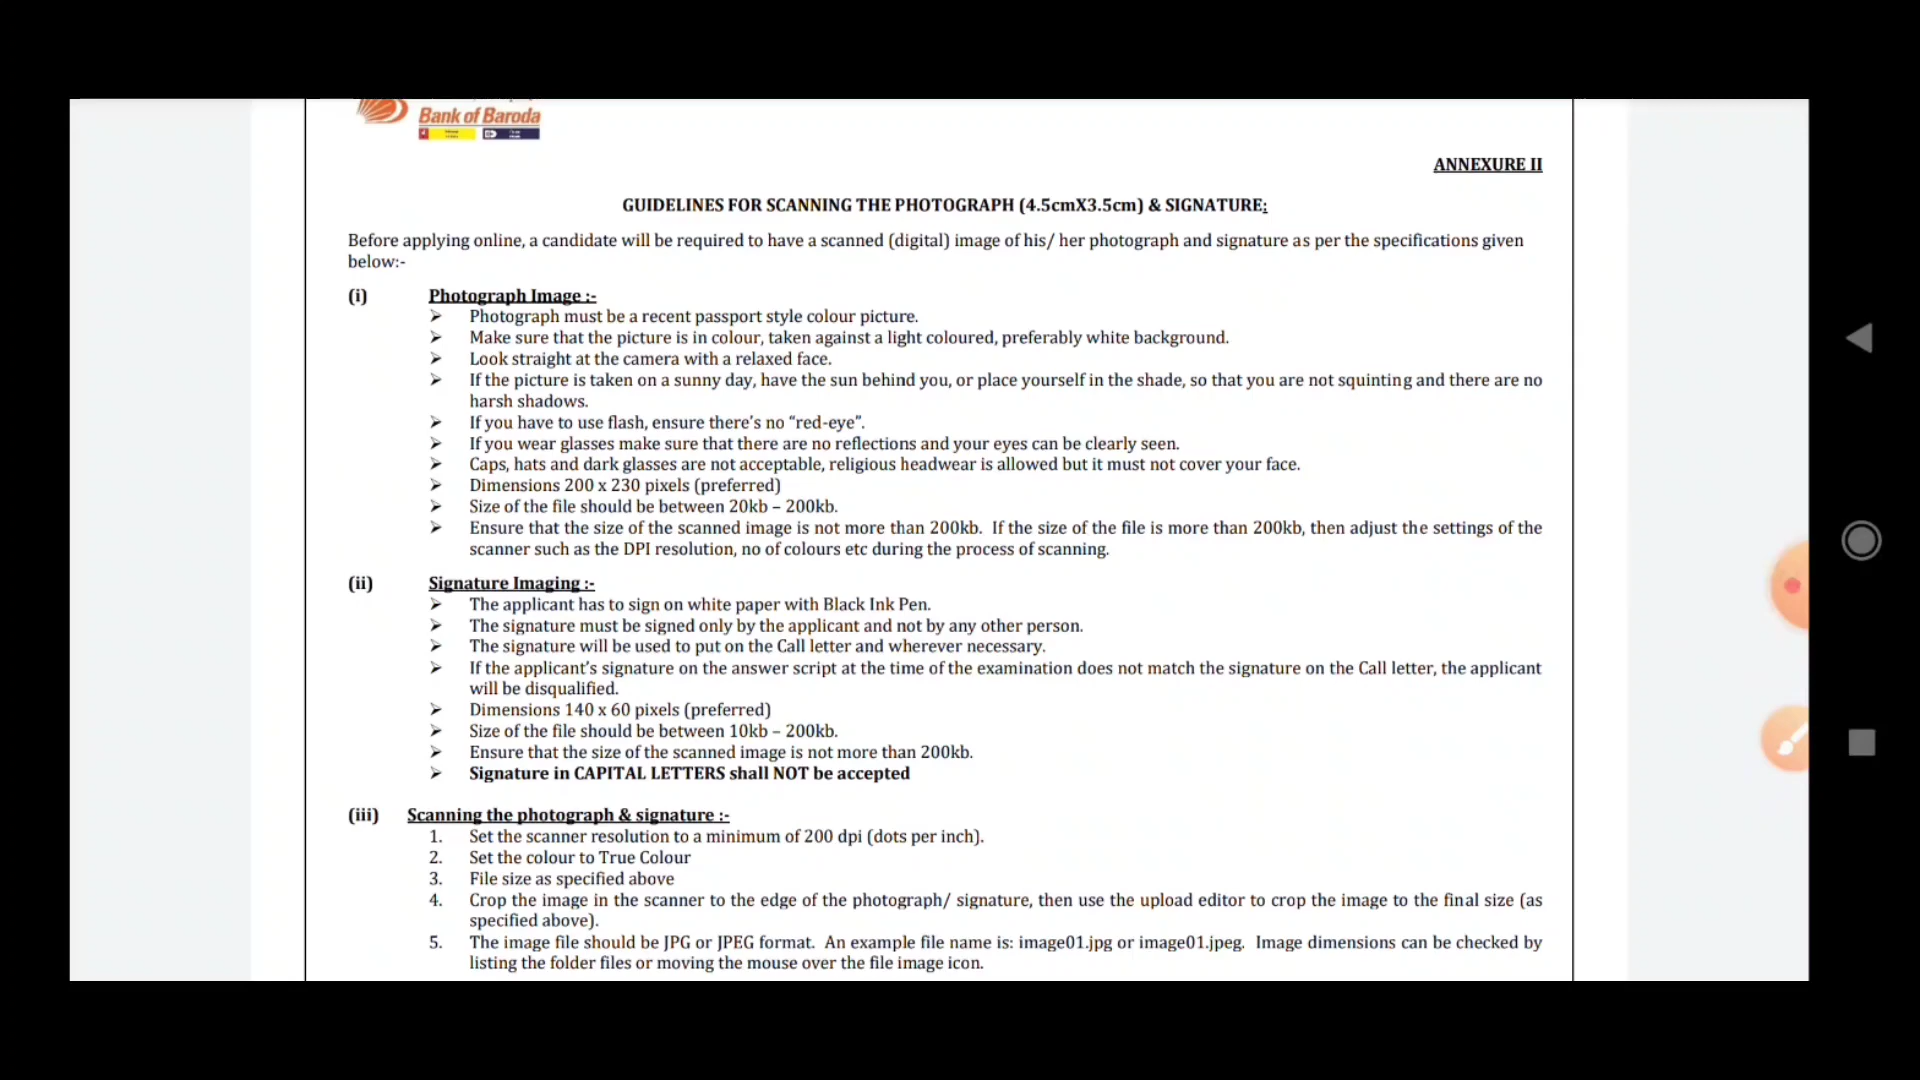 Bank of Baroda
ANNEXURE II
GUIDELINES FOR SCANNING THE PHOTOGRAPH (4.5cmX3.5cm) & SIGNATURE:
Before applying online, a candidate will be required to have a scanned (digital) image of his/ her photograph and signature as per the specifications given
below:-
(i) Photograph Image :-
➢ Photograph must be a recent passport style colour picture.
➢ Make sure that the picture is in colour, taken against a light coloured, preferably white background.
➢ Look straight at the camera with a relaxed face.
➢ If the picture is taken on a sunny day, have the sun behind you, or place yourself in the shade, so that you are not squinting and there are no
harsh shadows.
➢ If you have to use flash, ensure there's no “red-eye”.
➢ If you wear glasses make sure that there are no reflections and your eyes can be clearly seen.
➢ Caps, hats and dark glasses are not acceptable, religious headwear is allowed but it must not cover your face.
➢ Dimensions 200 x 230 pixels (preferred)
➢ Size of the file should be between 20kb – 200kb.
➢ Ensure that the size of the scanned image is not more than 200kb. If the size of the file is more than 200kb, then adjust the settings of the
scanner such as the DPI resolution, no of colours etc during the process of scanning.
(ii) Signature Imaging :-
➢ The applicant has to sign on white paper with Black Ink Pen.
➢ The signature must be signed only by the applicant and not by any other person.
➢ The signature will be used to put on the Call letter and wherever necessary.
➢ If the applicant's signature on the answer script at the time of the examination does not match the signature on the Call letter, the applicant
will be disqualified.
➢ Dimensions 140 x 60 pixels (preferred)
➢ Size of the file should be between 10kb – 200kb.
➢ Ensure that the size of the scanned image is not more than 200kb.
➢ Signature in CAPITAL LETTERS shall NOT be accepted
(iii) Scanning the photograph & signature :-
1. Set the scanner resolution to a minimum of 200 dpi (dots per inch).
2. Set the colour to True Colour
3. File size as specified above
4. Crop the image in the scanner to the edge of the photograph/ signature, then use the upload editor to crop the image to the final size (as
specified above).
5. The image file should be JPG or JPEG format. An example file name is: image01.jpg or image01.jpeg. Image dimensions can be checked by
listing the folder files or moving the mouse over the file image icon.